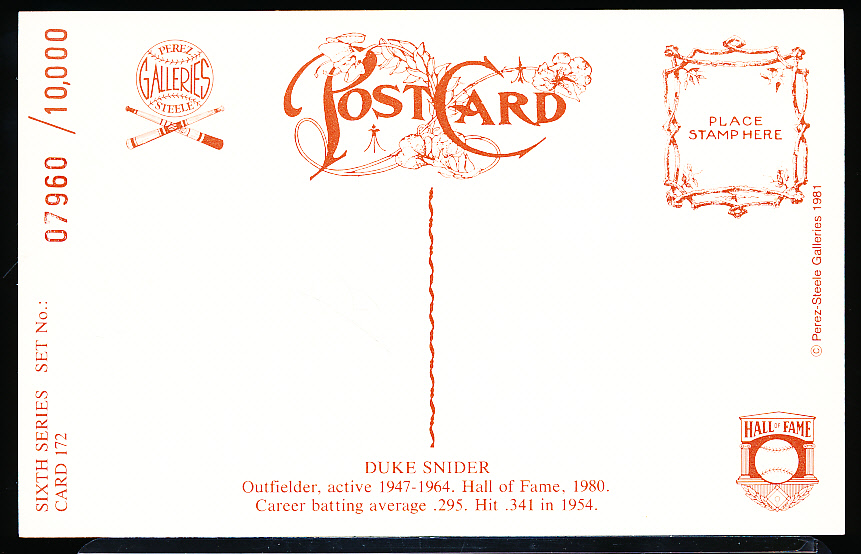 PEREZ
GALLERIES
STEELE
POSTCARD
PLACE
STAMP HERE
07960 / 10,000
SIXTH SERIES SET No.:
CARD 172
© Perez-Steele Galleries 1981
HALL OF FAME
DUKE SNIDER
Outfielder, active 1947-1964. Hall of Fame, 1980.
Career batting average .295. Hit .341 in 1954.